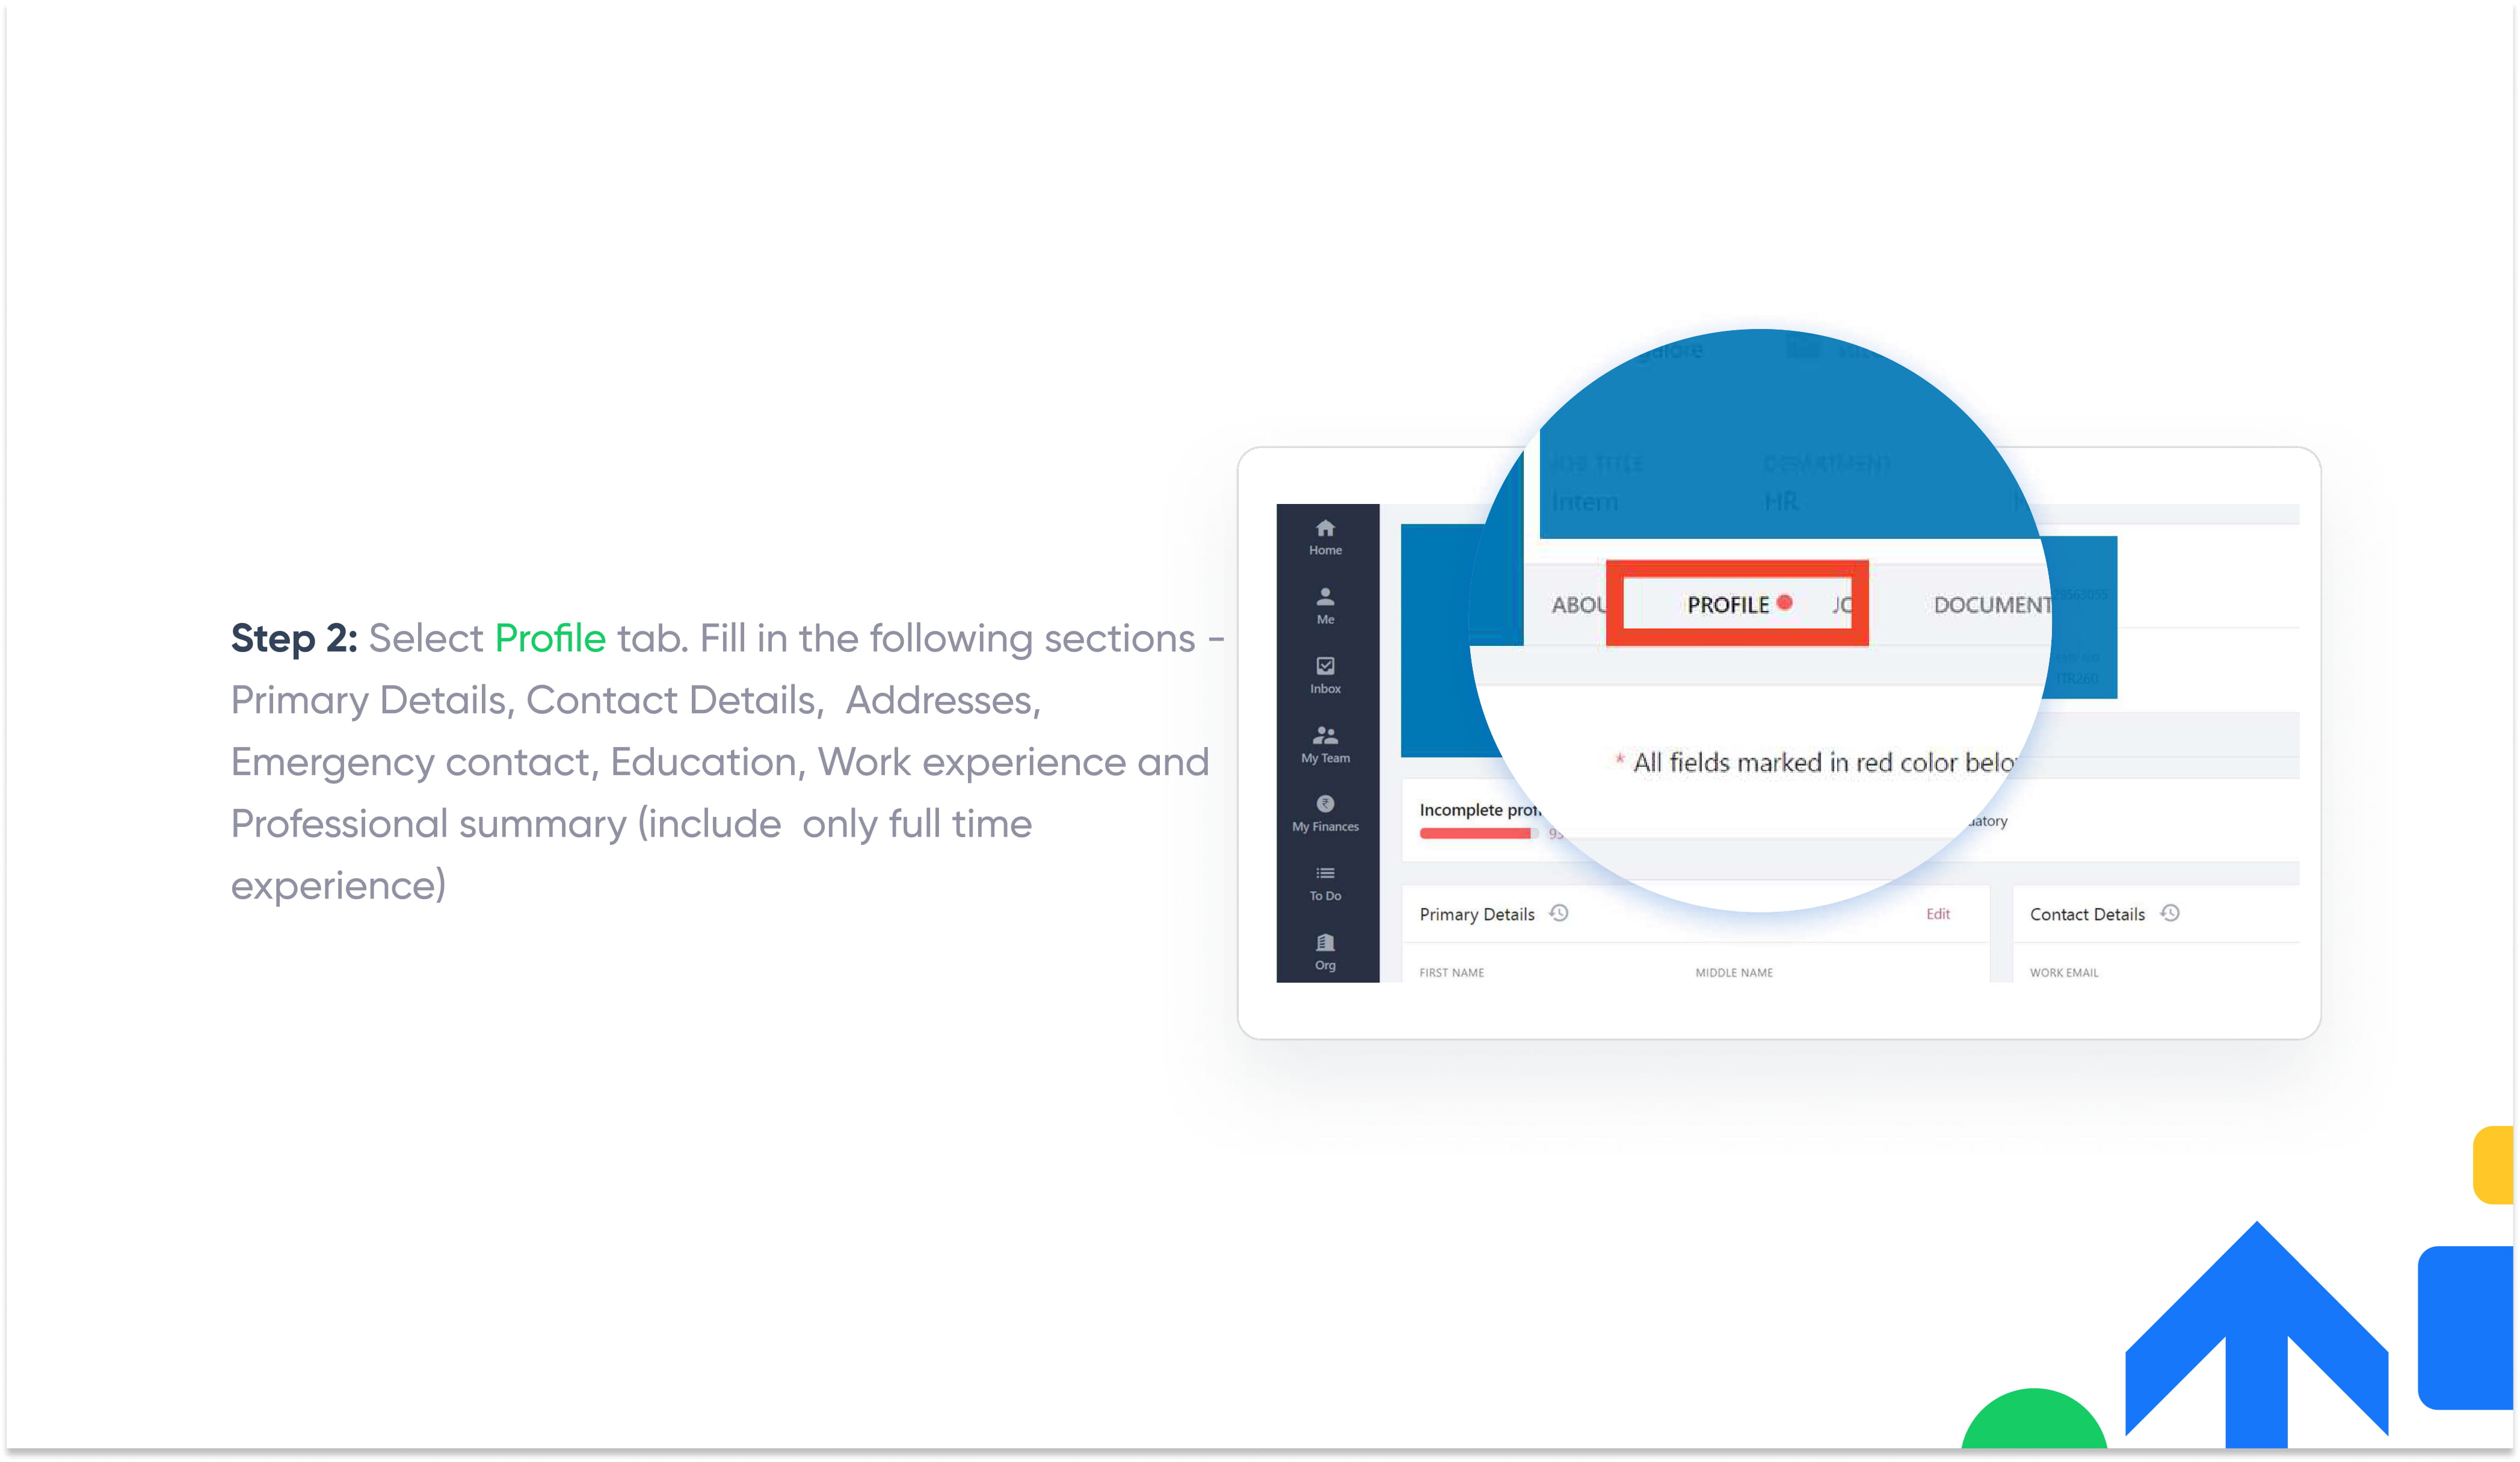 Step 2: Select Profile tab. Fill in the following sections -
Primary Details, Contact Details, Addresses,
Emergency contact, Education, Work experience and
Professional summary (include only full time
experience)
Home
Me
Inbox
My Team
My Finances
To Do
Org
JOB TITLE
DEPARTMENT
Intern
HR
ABOU
PROFILE
JO
DOCUMENT
* All fields marked in red color belo
Incomplete prof
datory
Primary Details
Edit
Contact Details
FIRST NAME
MIDDLE NAME
WORK EMAIL